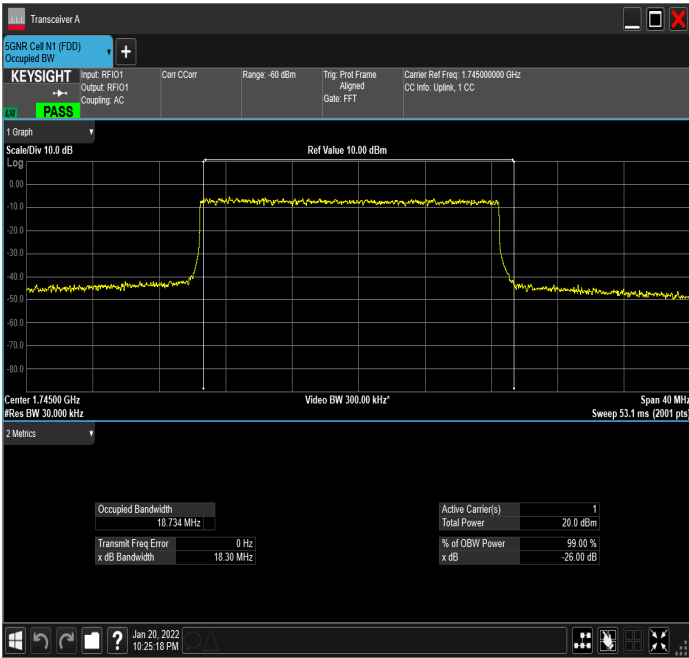 Transceiver A
5GNR Cell N1 (FDD)
Occupied BW
KEYSIGHT
PASS
Input: RFIO1
Output: RFIO1
Coupling: AC
Corr CCorr
Range: -60 dBm
Trig: Prot Frame
Aligned
Gate: FFT
Carrier Ref Freq: 1.745000000 GHz
CC Info: Uplink, 1 CC
1 Graph
Scale/Div 10.0 dB
Ref Value 10.00 dBm
Log
0.00
-10.0
-20.0
-30.0
-40.0
-50.0
-60.0
-70.0
-80.0
Center 1.74500 GHz
Video BW 300.00 kHz*
Span 40 MHz
#Res BW 30.000 kHz
Sweep 53.1 ms (2001 pts)
2 Metrics
Occupied Bandwidth
18.734 MHz
Transmit Freq Error 0 Hz
x dB Bandwidth 18.30 MHz
Active Carrier(s) 1
Total Power 20.0 dBm
% of OBW Power 99.00 %
x dB -26.00 dB
?
Jan 20, 2022
10:25:18 PM